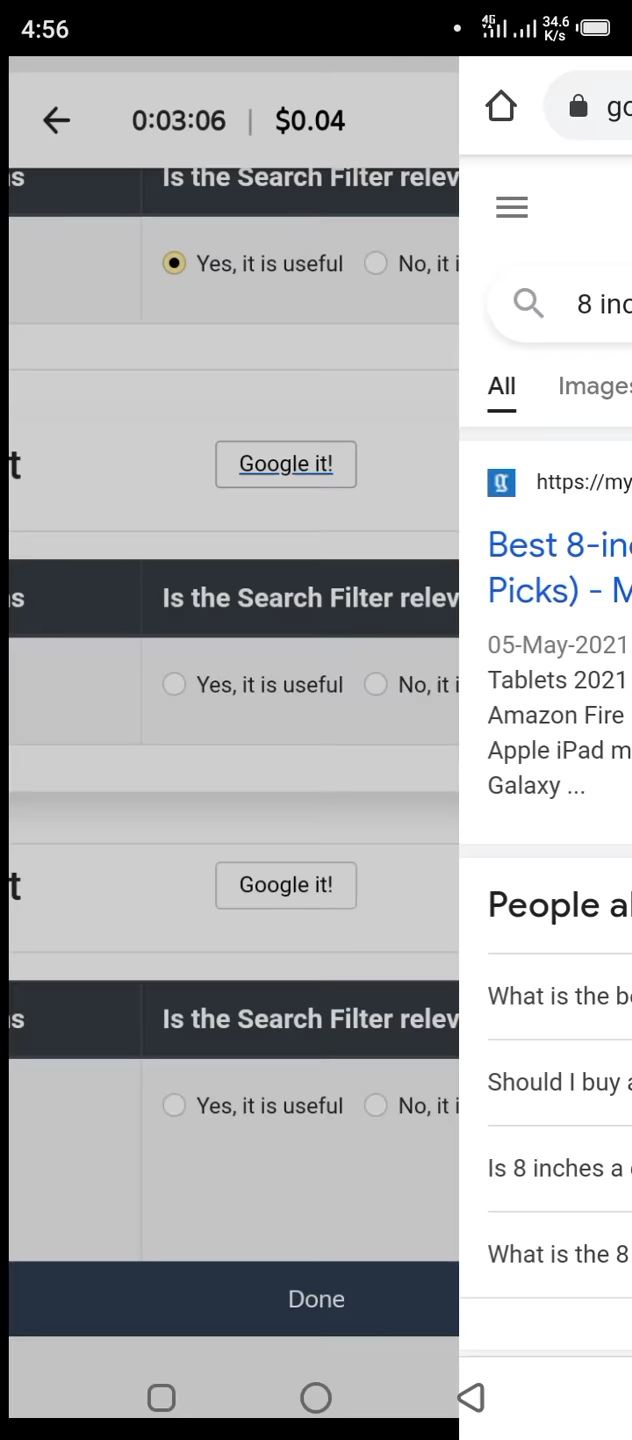 4:56
4G
34.6
K/s
0:03:06 | $0.04
Is the Search Filter relev
Yes, it is useful No, it i
t Google it!
s Is the Search Filter relev
Yes, it is useful No, it i
t Google it!
s Is the Search Filter relev
Yes, it is useful No, it i
Done
go
8 inc
All Images
https://my
Best 8-in
Picks) - M
05-May-2021
Tablets 2021
Amazon Fire
Apple iPad m
Galaxy ...
People al
What is the b
Should I buy a
Is 8 inches a
What is the 8